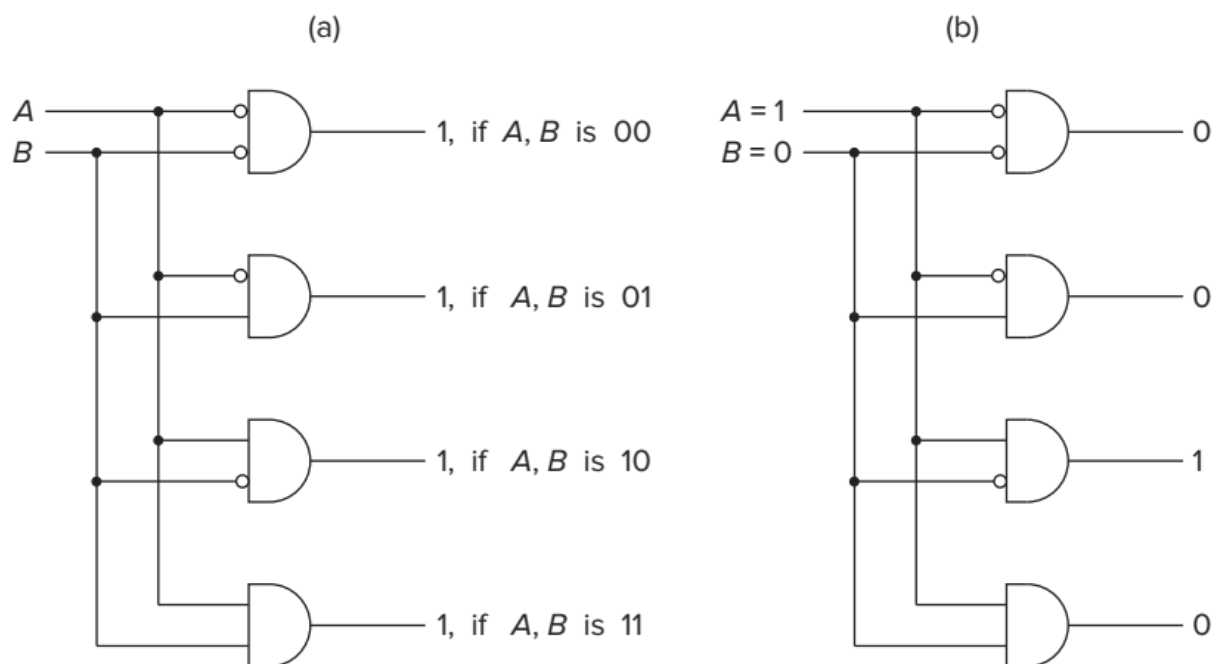 (a)
A
B
1, if A, B is 00
1, if A, B is 01
1, if A, B is 10
1, if A, B is 11
(b)
A = 1
B = 0
0
0
1
0